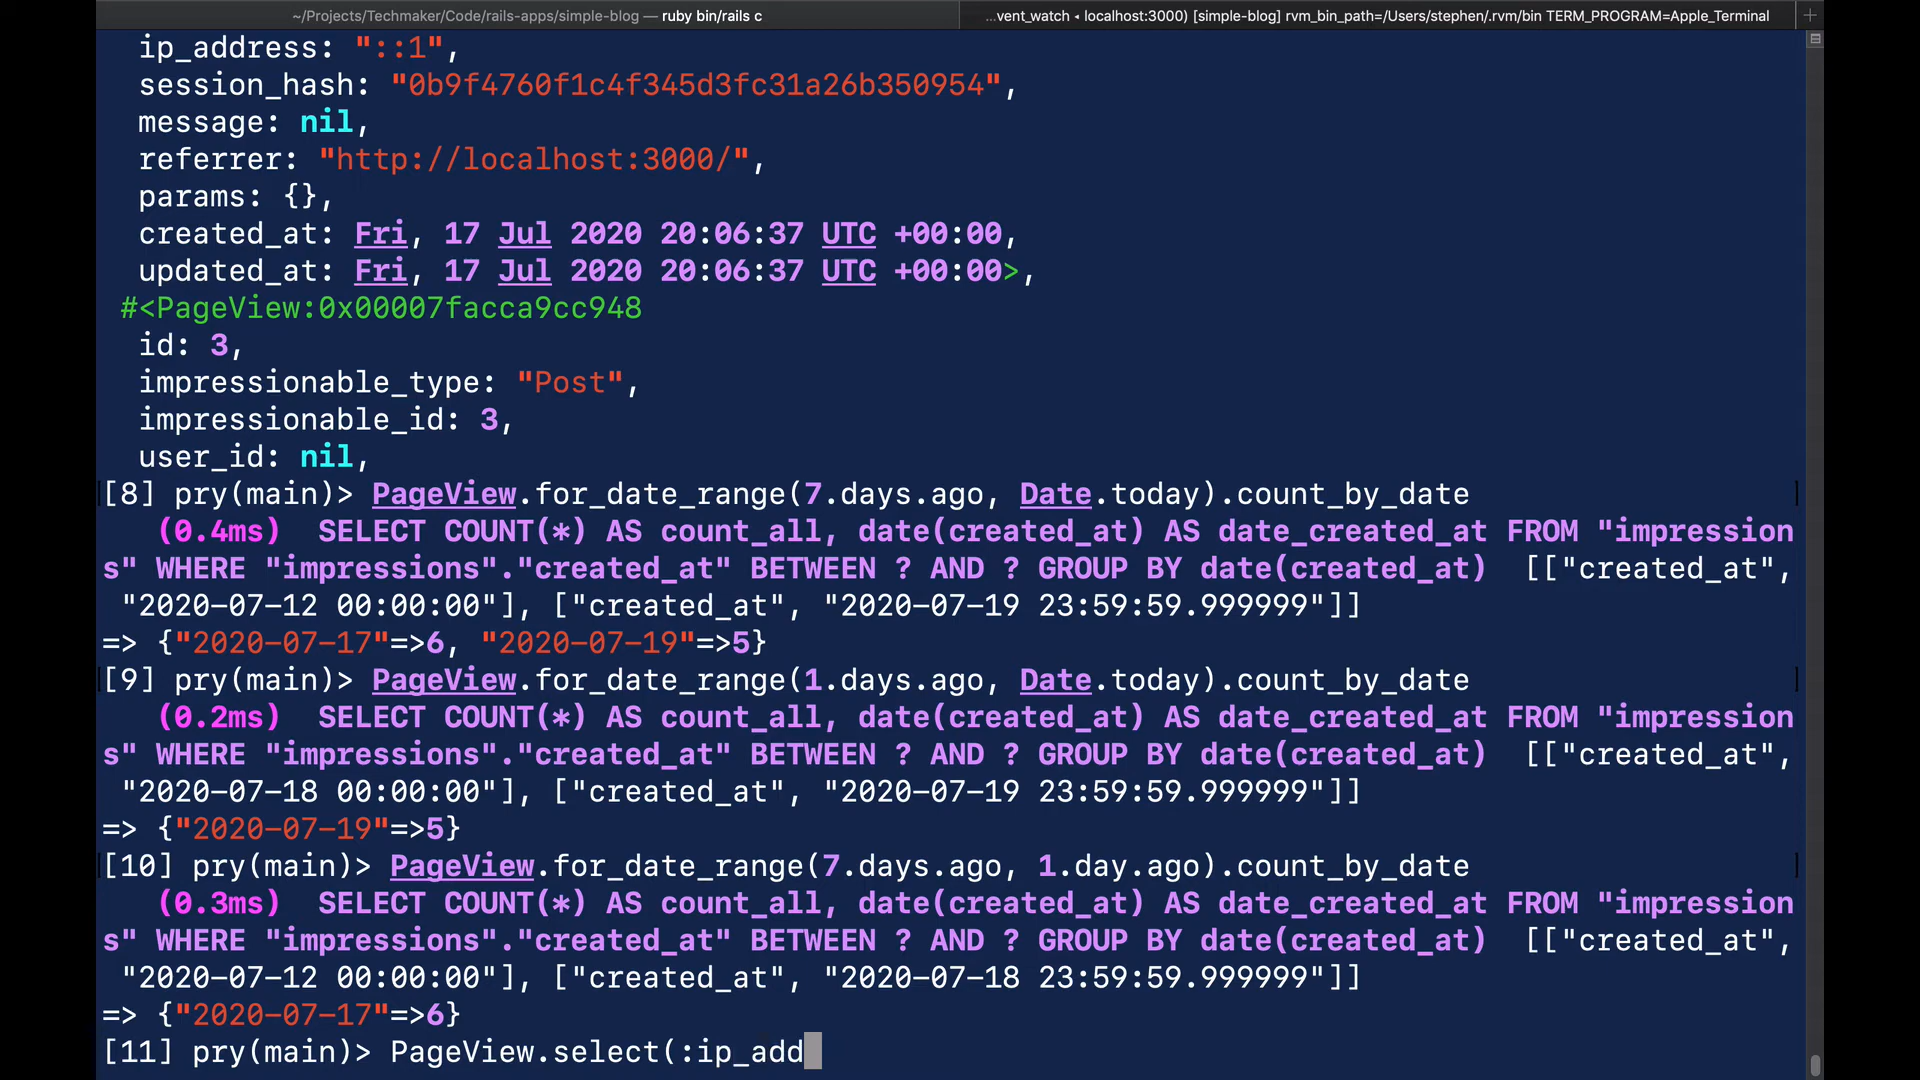 ~/Projects/Techmaker/Code/rails-apps/simple-blog — ruby bin/rails c
...vent_watch ◂ localhost:3000) [simple-blog] rvm_bin_path=/Users/stephen/.rvm/bin TERM_PROGRAM=Apple_Terminal
ip_address: "::1",
session_hash: "0b9f4760f1c4f345d3fc31a26b350954",
message: nil,
referrer: "http://localhost:3000/",
params: {},
created_at: Fri, 17 Jul 2020 20:06:37 UTC +00:00,
updated_at: Fri, 17 Jul 2020 20:06:37 UTC +00:00>,
#<PageView:0x00007facca9cc948
id: 3,
impressionable_type: "Post",
impressionable_id: 3,
user_id: nil,
[8] pry(main)> PageView.for_date_range(7.days.ago, Date.today).count_by_date
(0.4ms)  SELECT COUNT(*) AS count_all, date(created_at) AS date_created_at FROM "impression
s" WHERE "impressions"."created_at" BETWEEN ? AND ? GROUP BY date(created_at)  [["created_at",
"2020-07-12 00:00:00"], ["created_at", "2020-07-19 23:59:59.999999"]]
=> {"2020-07-17"=>6, "2020-07-19"=>5}
[9] pry(main)> PageView.for_date_range(1.days.ago, Date.today).count_by_date
(0.2ms)  SELECT COUNT(*) AS count_all, date(created_at) AS date_created_at FROM "impression
s" WHERE "impressions"."created_at" BETWEEN ? AND ? GROUP BY date(created_at)  [["created_at",
"2020-07-18 00:00:00"], ["created_at", "2020-07-19 23:59:59.999999"]]
=> {"2020-07-19"=>5}
[10] pry(main)> PageView.for_date_range(7.days.ago, 1.day.ago).count_by_date
(0.3ms)  SELECT COUNT(*) AS count_all, date(created_at) AS date_created_at FROM "impression
s" WHERE "impressions"."created_at" BETWEEN ? AND ? GROUP BY date(created_at)  [["created_at",
"2020-07-12 00:00:00"], ["created_at", "2020-07-18 23:59:59.999999"]]
=> {"2020-07-17"=>6}
[11] pry(main)> PageView.select(:ip_add